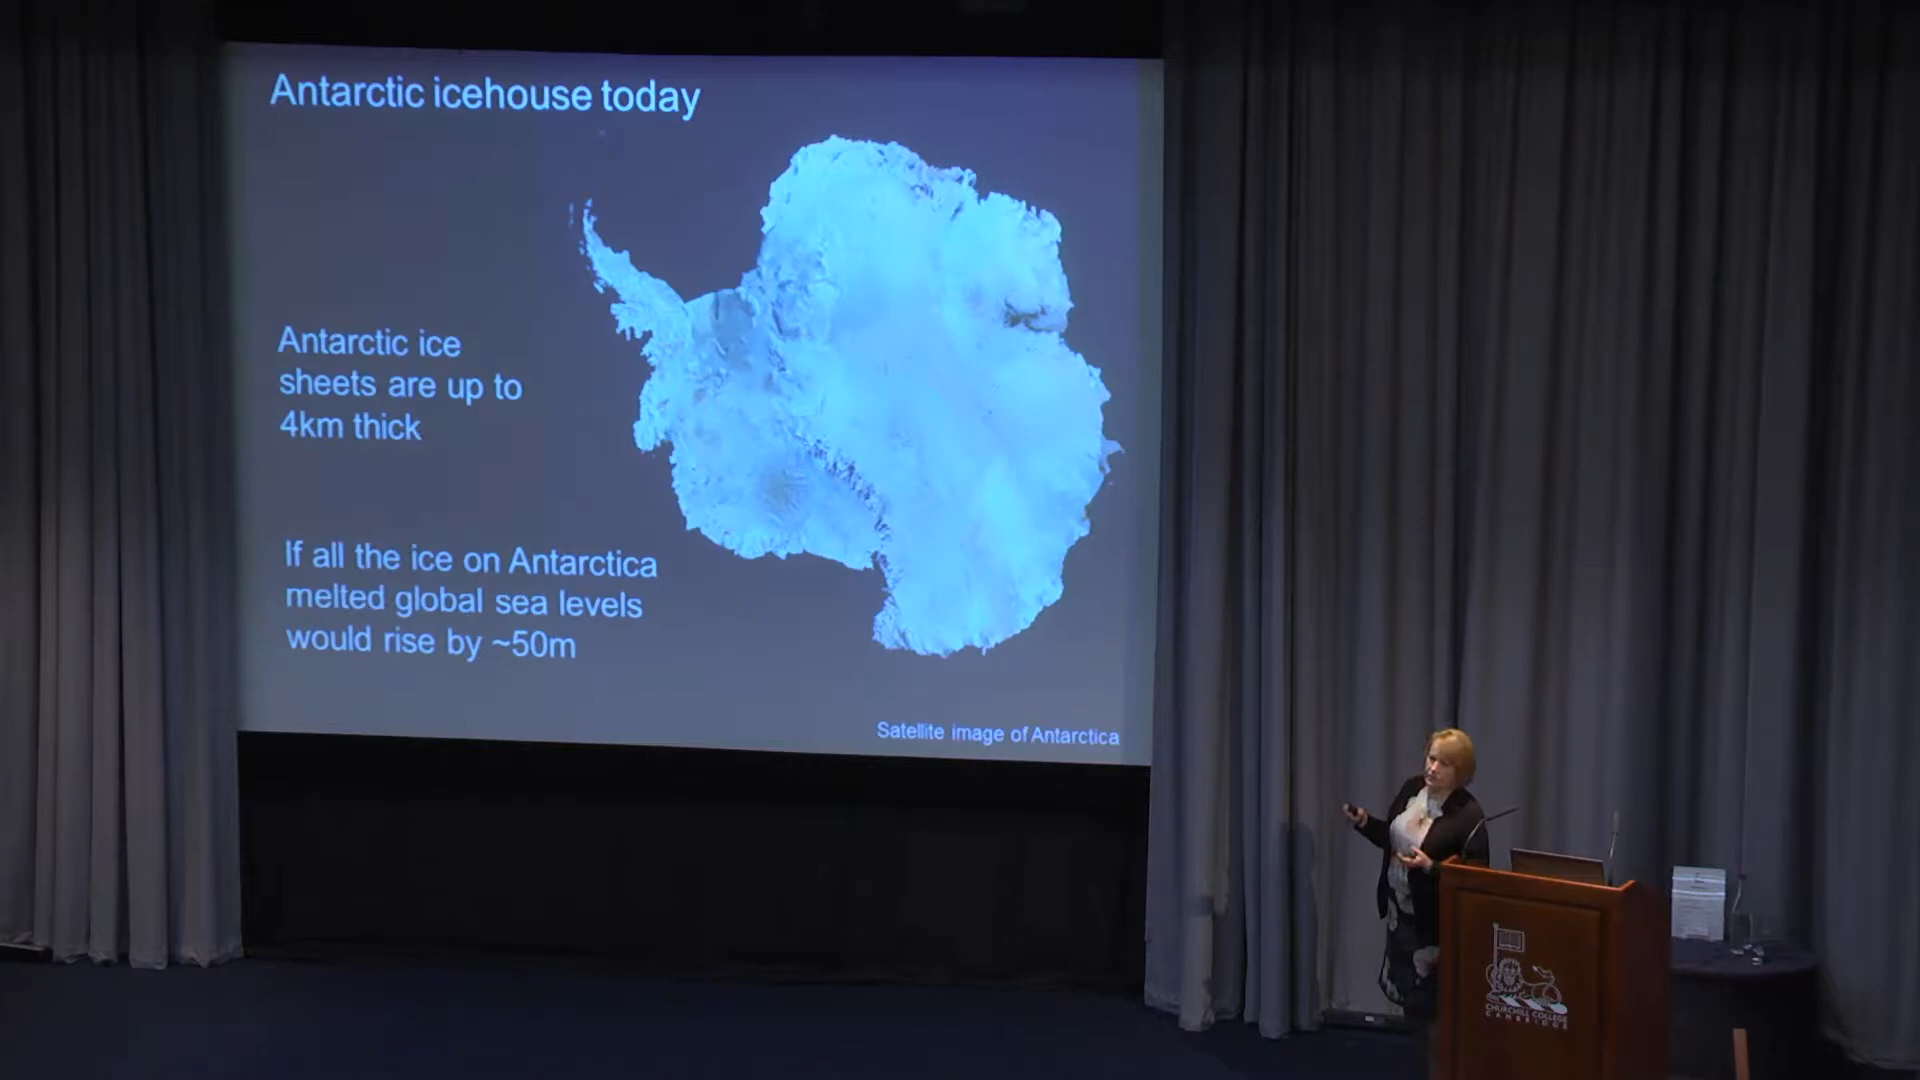 Antarctic icehouse today
Antarctic ice
sheets are up to
4km thick
If all the ice on Antarctica
melted global sea levels
would rise by ~50m
Satellite image of Antarctica
CHURCHILL COLLEGE
CAMBRIDGE